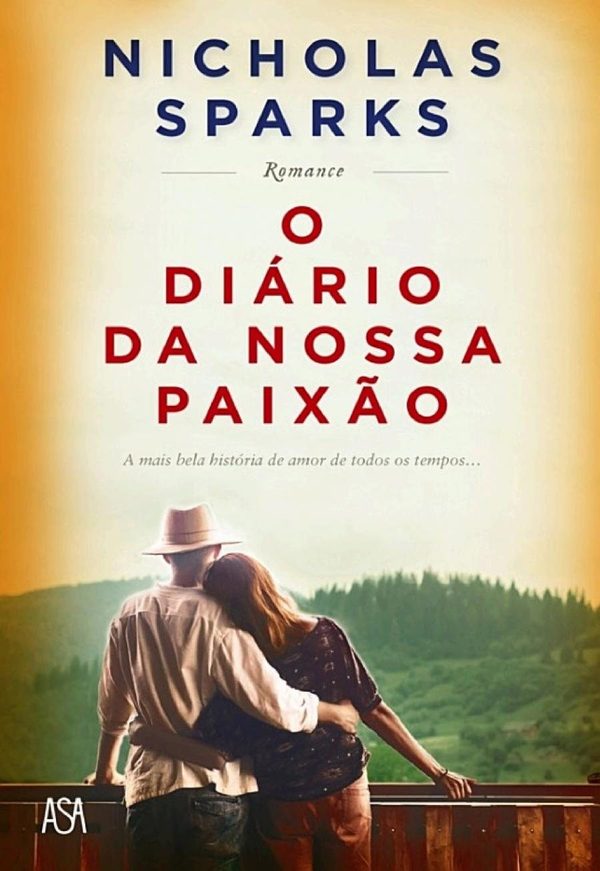 NICHOLAS
SPARKS
Romance
O
DIÁRIO
DA NOSSA
PAIXÃO
A mais bela história de amor de todos os tempos...
ASA